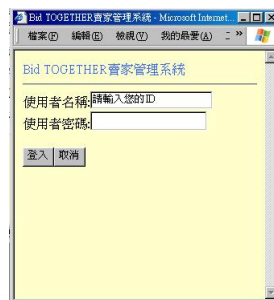 Bid TOGETHER賣家管理系統 - Microsoft Internet...
檔案(F) 編輯(E) 檢視(V) 我的最愛(A) »
Bid TOGETHER賣家管理系統
使用者名稱:請輸入您的ID
使用者密碼:
登入 取消